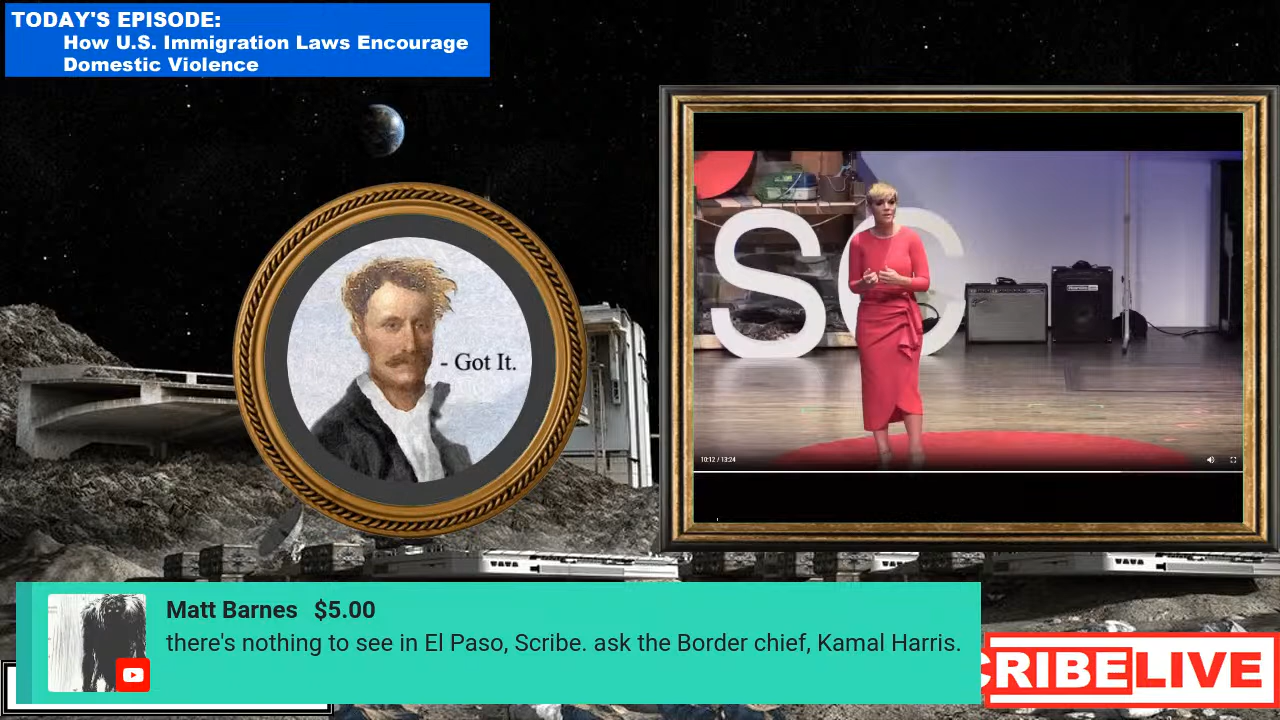 TODAY'S EPISODE:
How U.S. Immigration Laws Encourage
Domestic Violence
- Got It.
SC
10:12 / 13:24
Matt Barnes $5.00
there's nothing to see in El Paso, Scribe. ask the Border chief, Kamal Harris.
CRIBELIVE